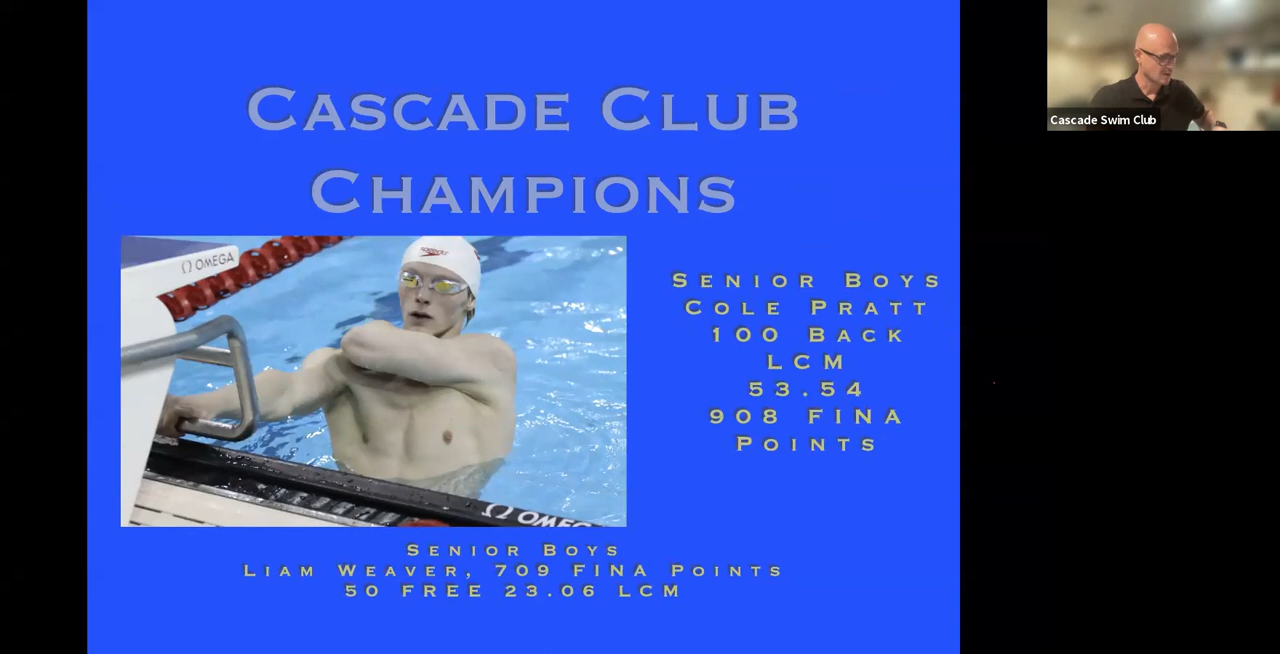 Cascade Club
Champions
Speedo
Ω OMEGA
Senior Boys
Cole Pratt
100 Back
LCM
53.54
908 FINA
Points
Ω OMEGA
Senior Boys
Liam Weaver, 709 FINA Points
50 FREE 23.06 LCM
Cascade Swim Club